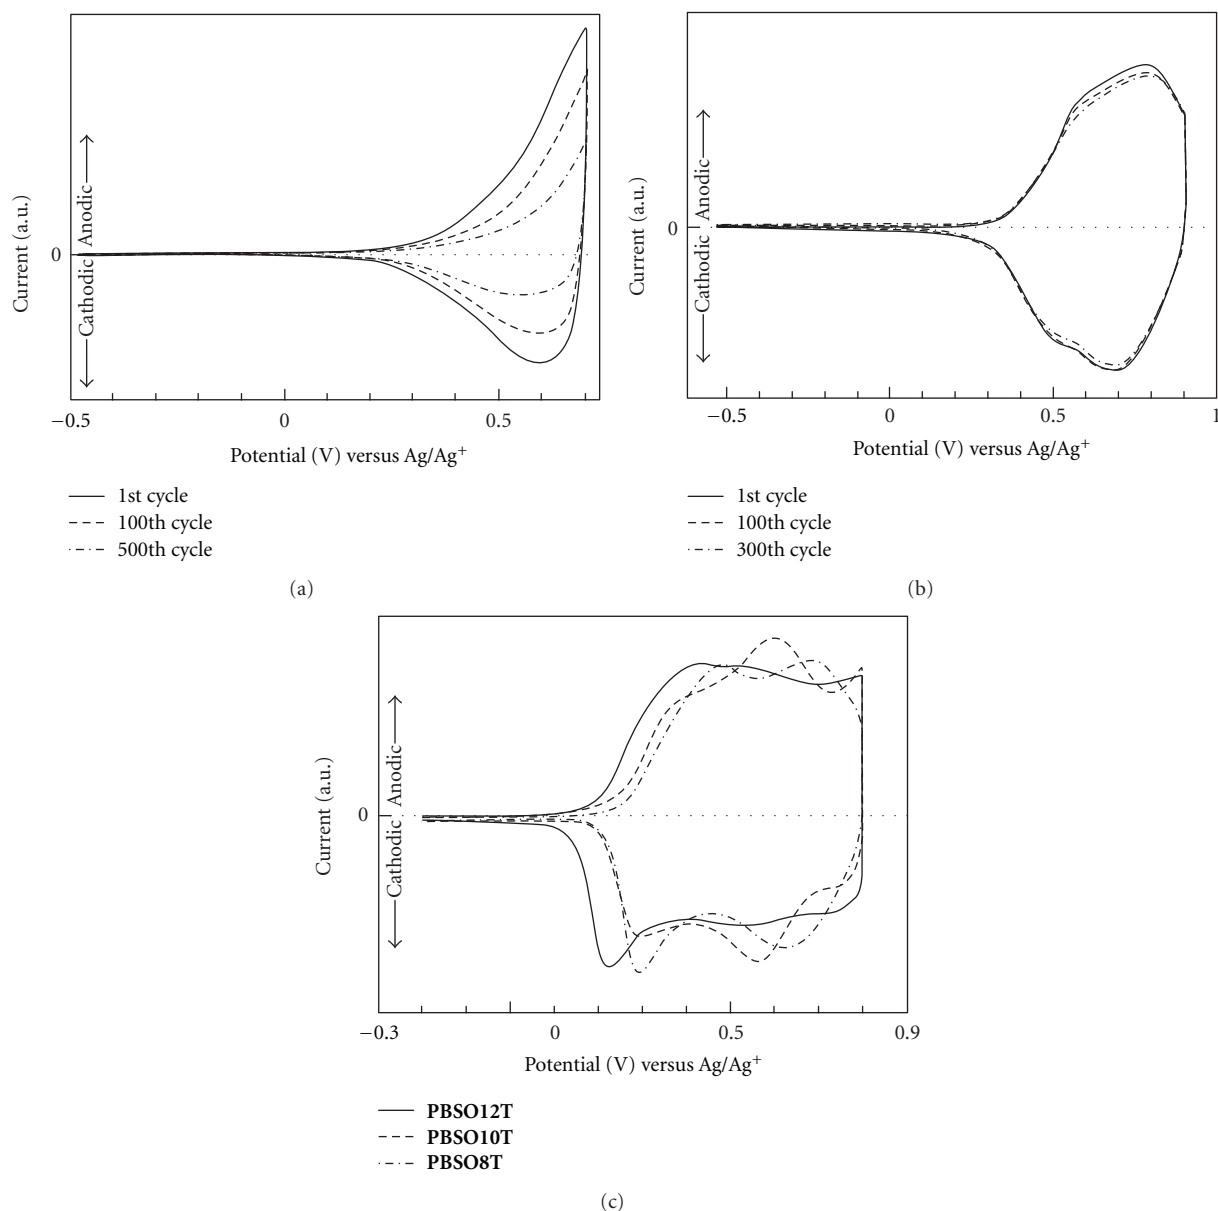 Current (a.u.)
Cathodic Anodic
0
−0.5
0
0.5
Potential (V) versus Ag/Ag+
1st cycle
100th cycle
500th cycle
(a)
Current (a.u.)
Cathodic Anodic
0
−0.5
0
0.5
1
Potential (V) versus Ag/Ag+
1st cycle
100th cycle
300th cycle
(b)
Current (a.u.)
Cathodic Anodic
0
−0.3
0
0.5
0.9
Potential (V) versus Ag/Ag+
PBSO12T
PBSO10T
PBSO8T
(c)